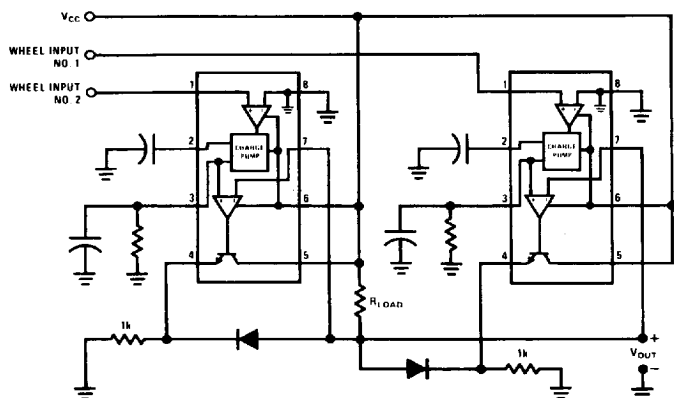 VCC
WHEEL INPUT
NO. 1
WHEEL INPUT
NO. 2
1
8
2
CHARGE
PUMP
7
3
6
4
5
1
8
2
CHARGE
PUMP
7
3
6
4
5
RLOAD
1k
1k
+
VOUT
−